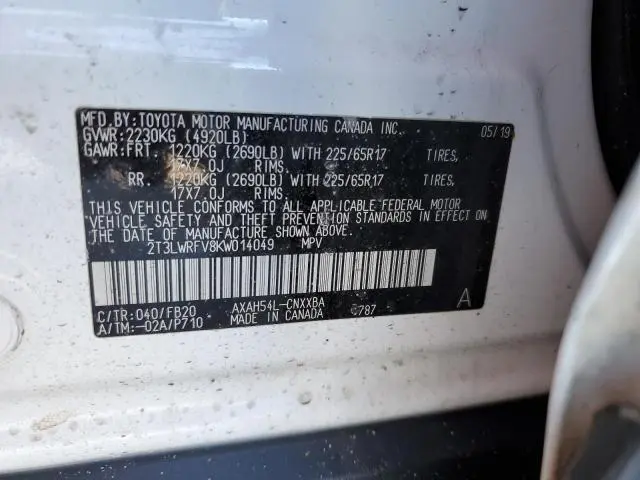 MFD.BY:TOYOTA MOTOR MANUFACTURING CANADA INC. 05/19
GVWR:2230KG (4920LB)
GAWR:FRT. 1220KG (2690LB) WITH 225/65R17 TIRES,
17X7.0J RIMS.
RR. 1220KG (2690LB) WITH 225/65R17 TIRES,
17X7.0J RIMS.
THIS VEHICLE CONFORMS TO ALL APPLICABLE FEDERAL MOTOR
VEHICLE SAFETY AND THEFT PREVENTION STANDARDS IN EFFECT ON
THE DATE OF MANUFACTURE SHOWN ABOVE.
2T3LWRFV8KW014049 MPV
C/TR:040/FB20 AXAH54L-CNXXBA A
A/TM:-02A/P710 MADE IN CANADA C787